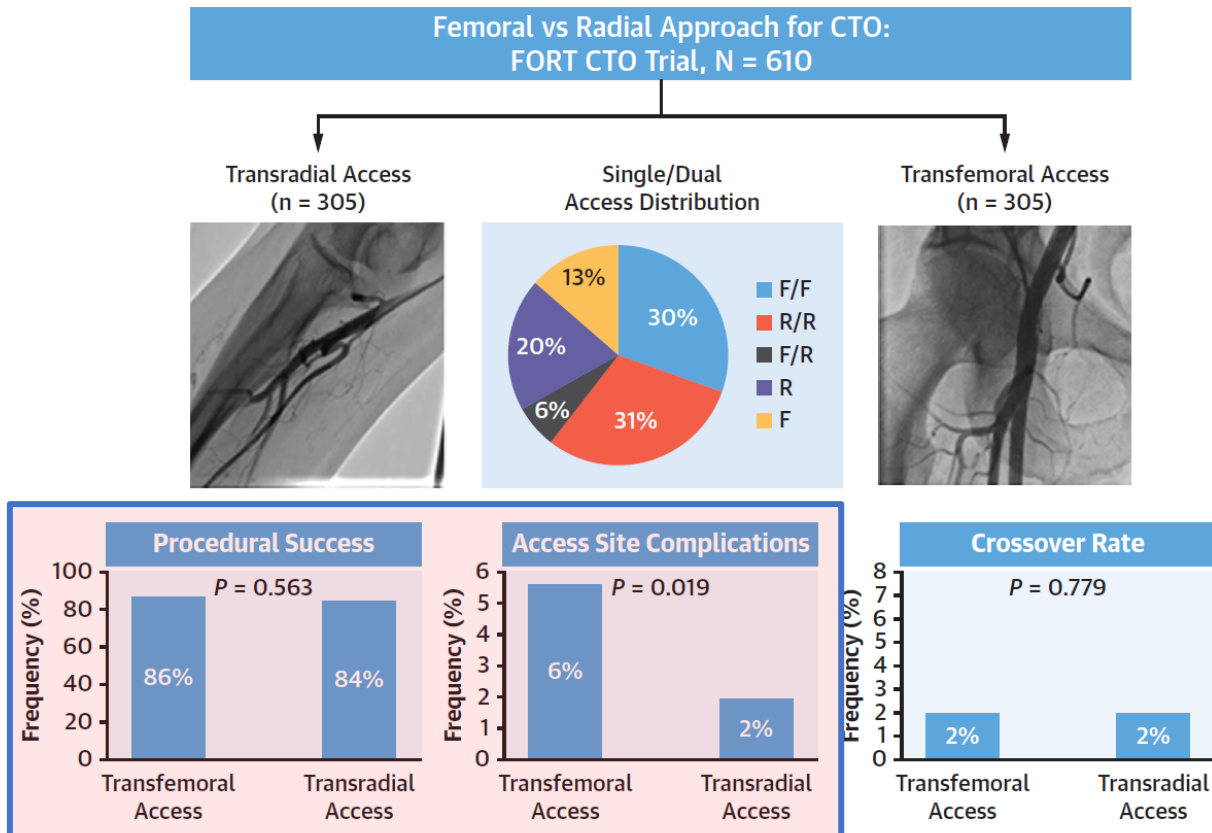 Femoral vs Radial Approach for CTO:
FORT CTO Trial, N = 610
Transradial Access
(n = 305)
Single/Dual
Access Distribution
Transfemoral Access
(n = 305)
13%
30%
20%
6%
31%
F/F
R/R
F/R
R
F
Procedural Success
P = 0.563
Frequency (%)
100
80
60
40
20
0
86%
84%
Transfemoral
Access
Transradial
Access
Access Site Complications
P = 0.019
Frequency (%)
6
5
4
3
2
1
0
6%
2%
Transfemoral
Access
Transradial
Access
Crossover Rate
P = 0.779
Frequency (%)
8
7
6
5
4
3
2
1
0
2%
2%
Transfemoral
Access
Transradial
Access